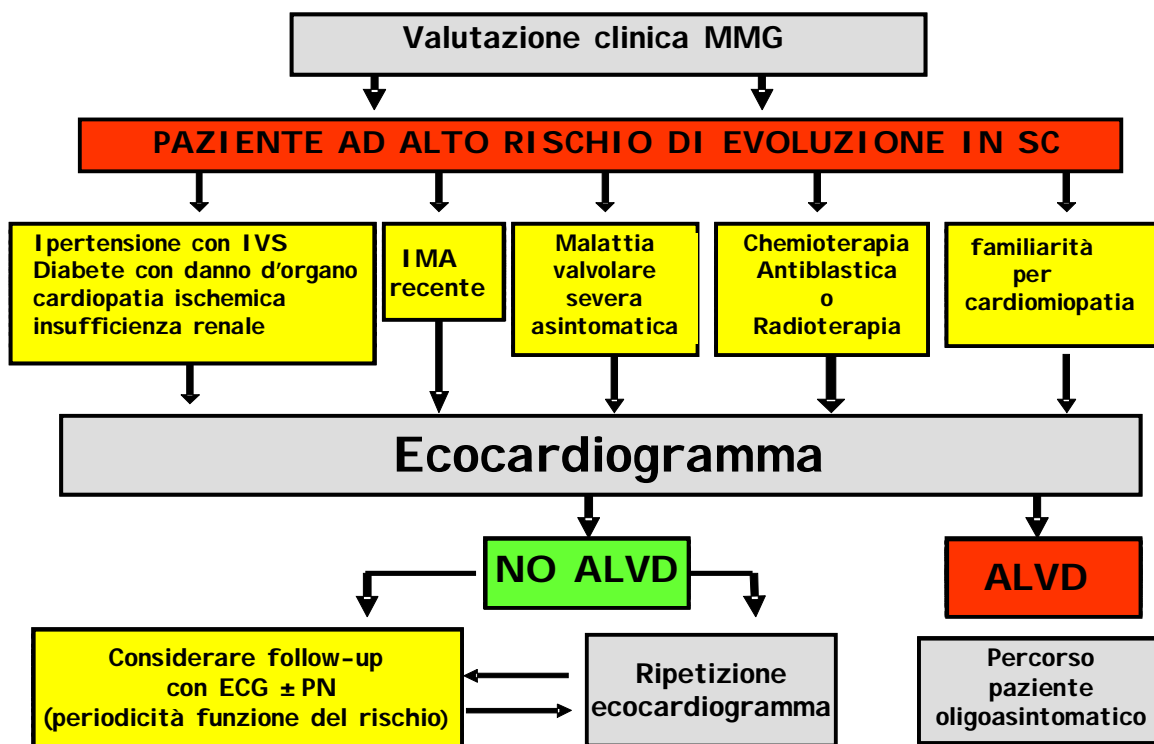 Valutazione clinica MMG
PAZIENTE AD ALTO RISCHIO DI EVOLUZIONE IN SC
Ipertensione con IVS
Diabete con danno d'organo
cardiopatia ischemica
insufficienza renale
IMA
recente
Malattia
valvolare
severa
asintomatica
Chemioterapia
Antiblastica
o
Radioterapia
familiarità
per
cardiomiopatia
Ecocardiogramma
NO ALVD
ALVD
Considerare follow-up
con ECG ± PN
(periodicità funzione del rischio)
Ripetizione
ecocardiogramma
Percorso
paziente
oligoasintomatico